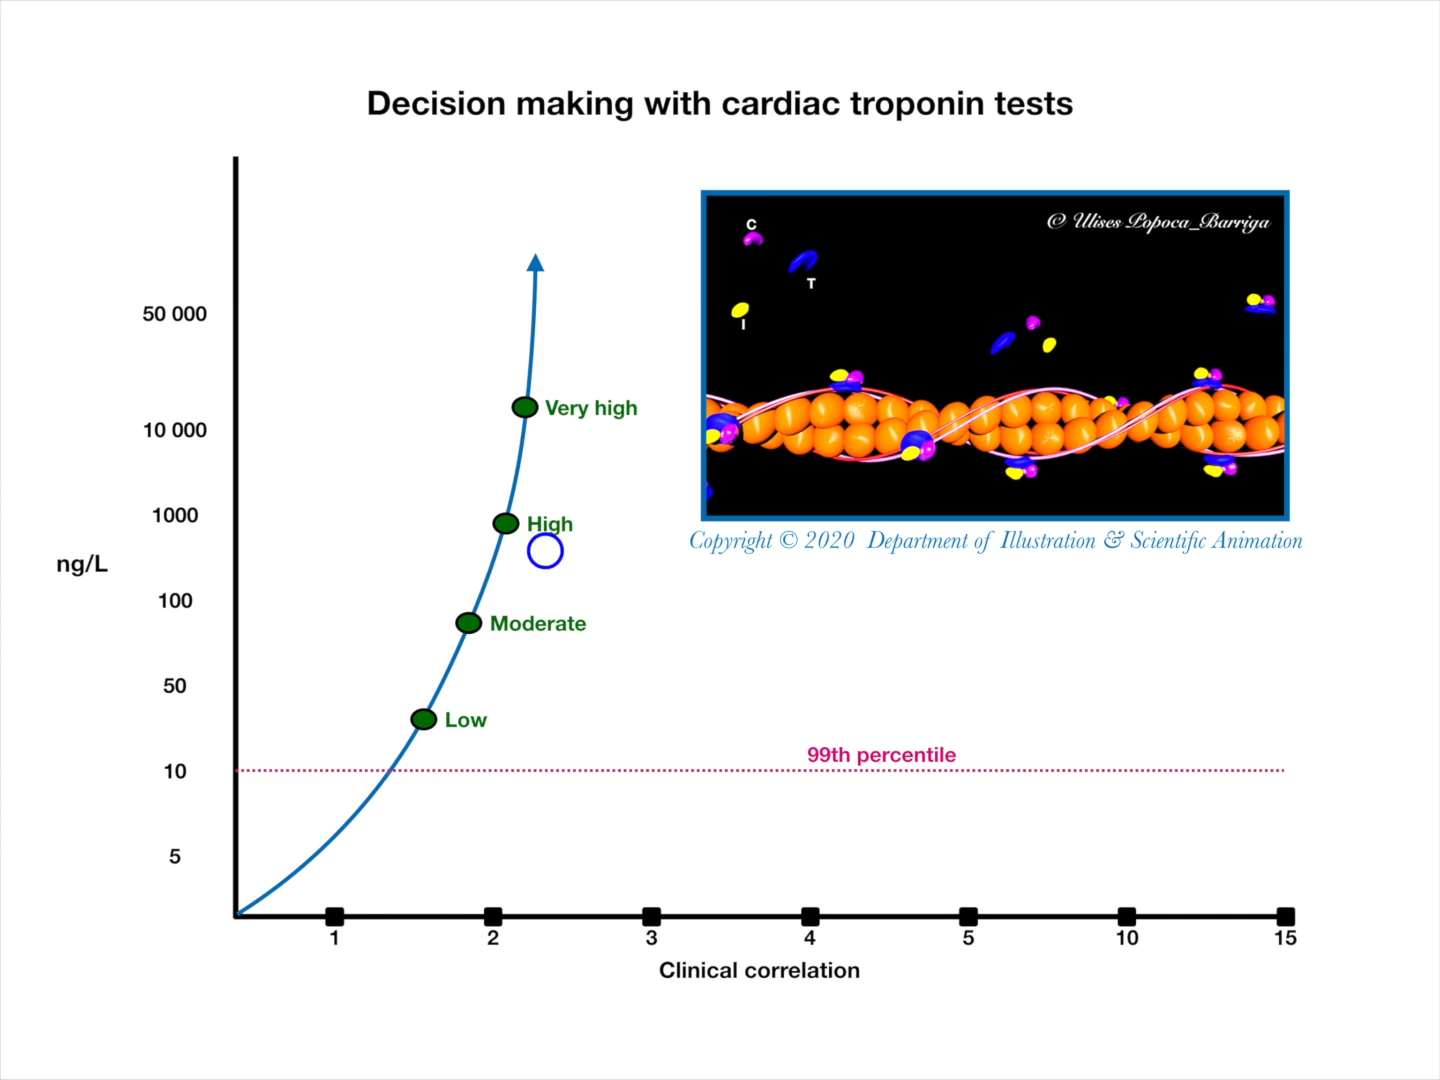 Decision making with cardiac troponin tests
© Ulises Popoca_Barriga
C
T
I
Copyright © 2020 Department of Illustration & Scientific Animation
ng/L
50 000
10 000
1000
100
50
10
5
Very high
High
Moderate
Low
99th percentile
1 2 3 4 5 10 15
Clinical correlation